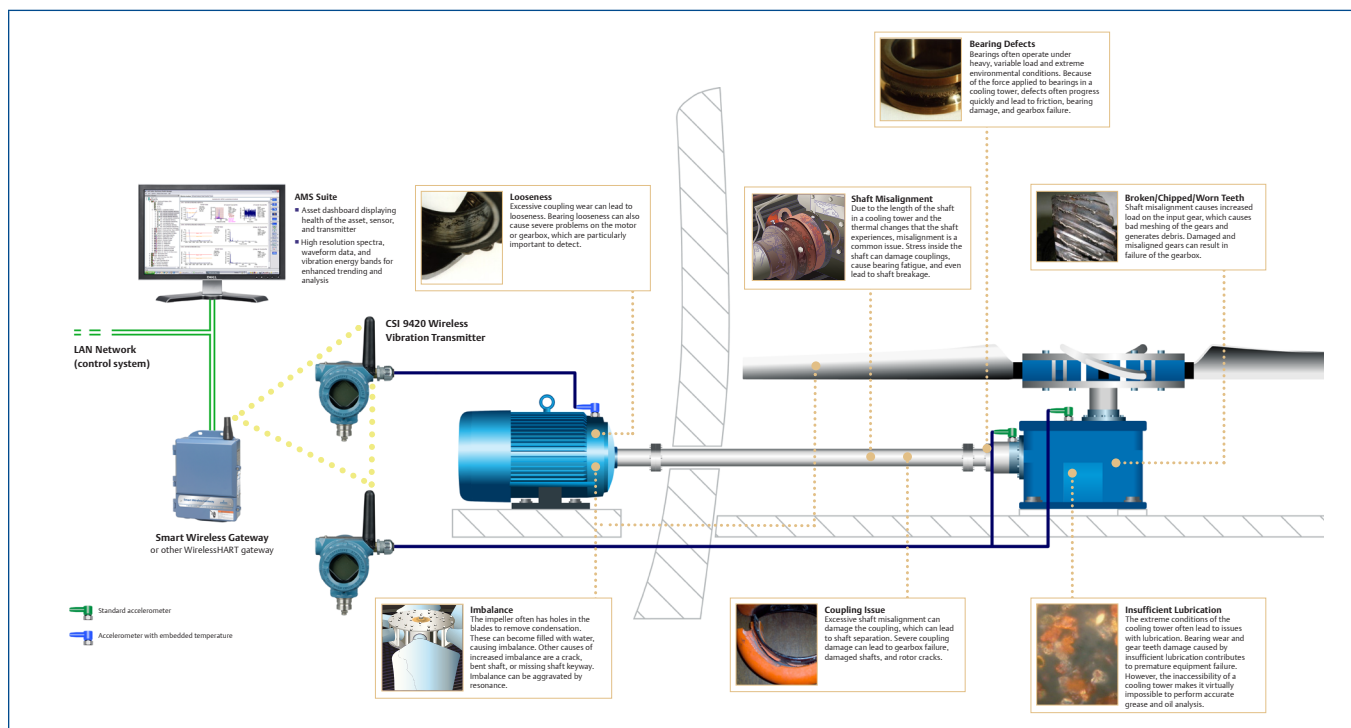 Bearing Defects
Bearings often operate under
heavy, variable load and extreme
environmental conditions. Because
of the force applied to bearings in a
cooling tower, defects often progress
quickly and lead to friction, bearing
damage, and gearbox failure.
AMS Suite
■ Asset dashboard displaying
health of the asset, sensor,
and transmitter
■ High resolution spectra,
waveform data, and
vibration energy bands for
enhanced trending and
analysis
Looseness
Excessive coupling wear can lead to
looseness. Bearing looseness can also
cause severe problems on the motor
or gearbox, which are particularly
important to detect.
Shaft Misalignment
Due to the length of the shaft
in a cooling tower and the
thermal changes that the shaft
experiences, misalignment is a
common issue. Stress inside the
shaft can damage couplings,
cause bearing fatigue, and even
lead to shaft breakage.
Broken/Chipped/Worn Teeth
Shaft misalignment causes increased
load on the input gear, which causes
bad meshing of the gears and
generates debris. Damaged and
misaligned gears can result in
failure of the gearbox.
CSI 9420 Wireless
Vibration Transmitter
LAN Network
(control system)
Smart Wireless Gateway
or other WirelessHART gateway
Standard accelerometer
Accelerometer with embedded temperature
Imbalance
The impeller often has holes in the
blades to remove condensation.
These can become filled with water,
causing imbalance. Other causes of
increased imbalance are a crack,
bent shaft, or missing shaft keyway.
Imbalance can be aggravated by
resonance.
Coupling Issue
Excessive shaft misalignment can
damage the coupling, which can lead
to shaft separation. Severe coupling
damage can lead to gearbox failure,
damaged shafts, and rotor cracks.
Insufficient Lubrication
The extreme conditions of the
cooling tower often lead to issues
with lubrication. Bearing wear and
gear teeth damage caused by
insufficient lubrication contributes
to premature equipment failure.
However, the inaccessibility of a
cooling tower makes it virtually
impossible to perform accurate
grease and oil analysis.